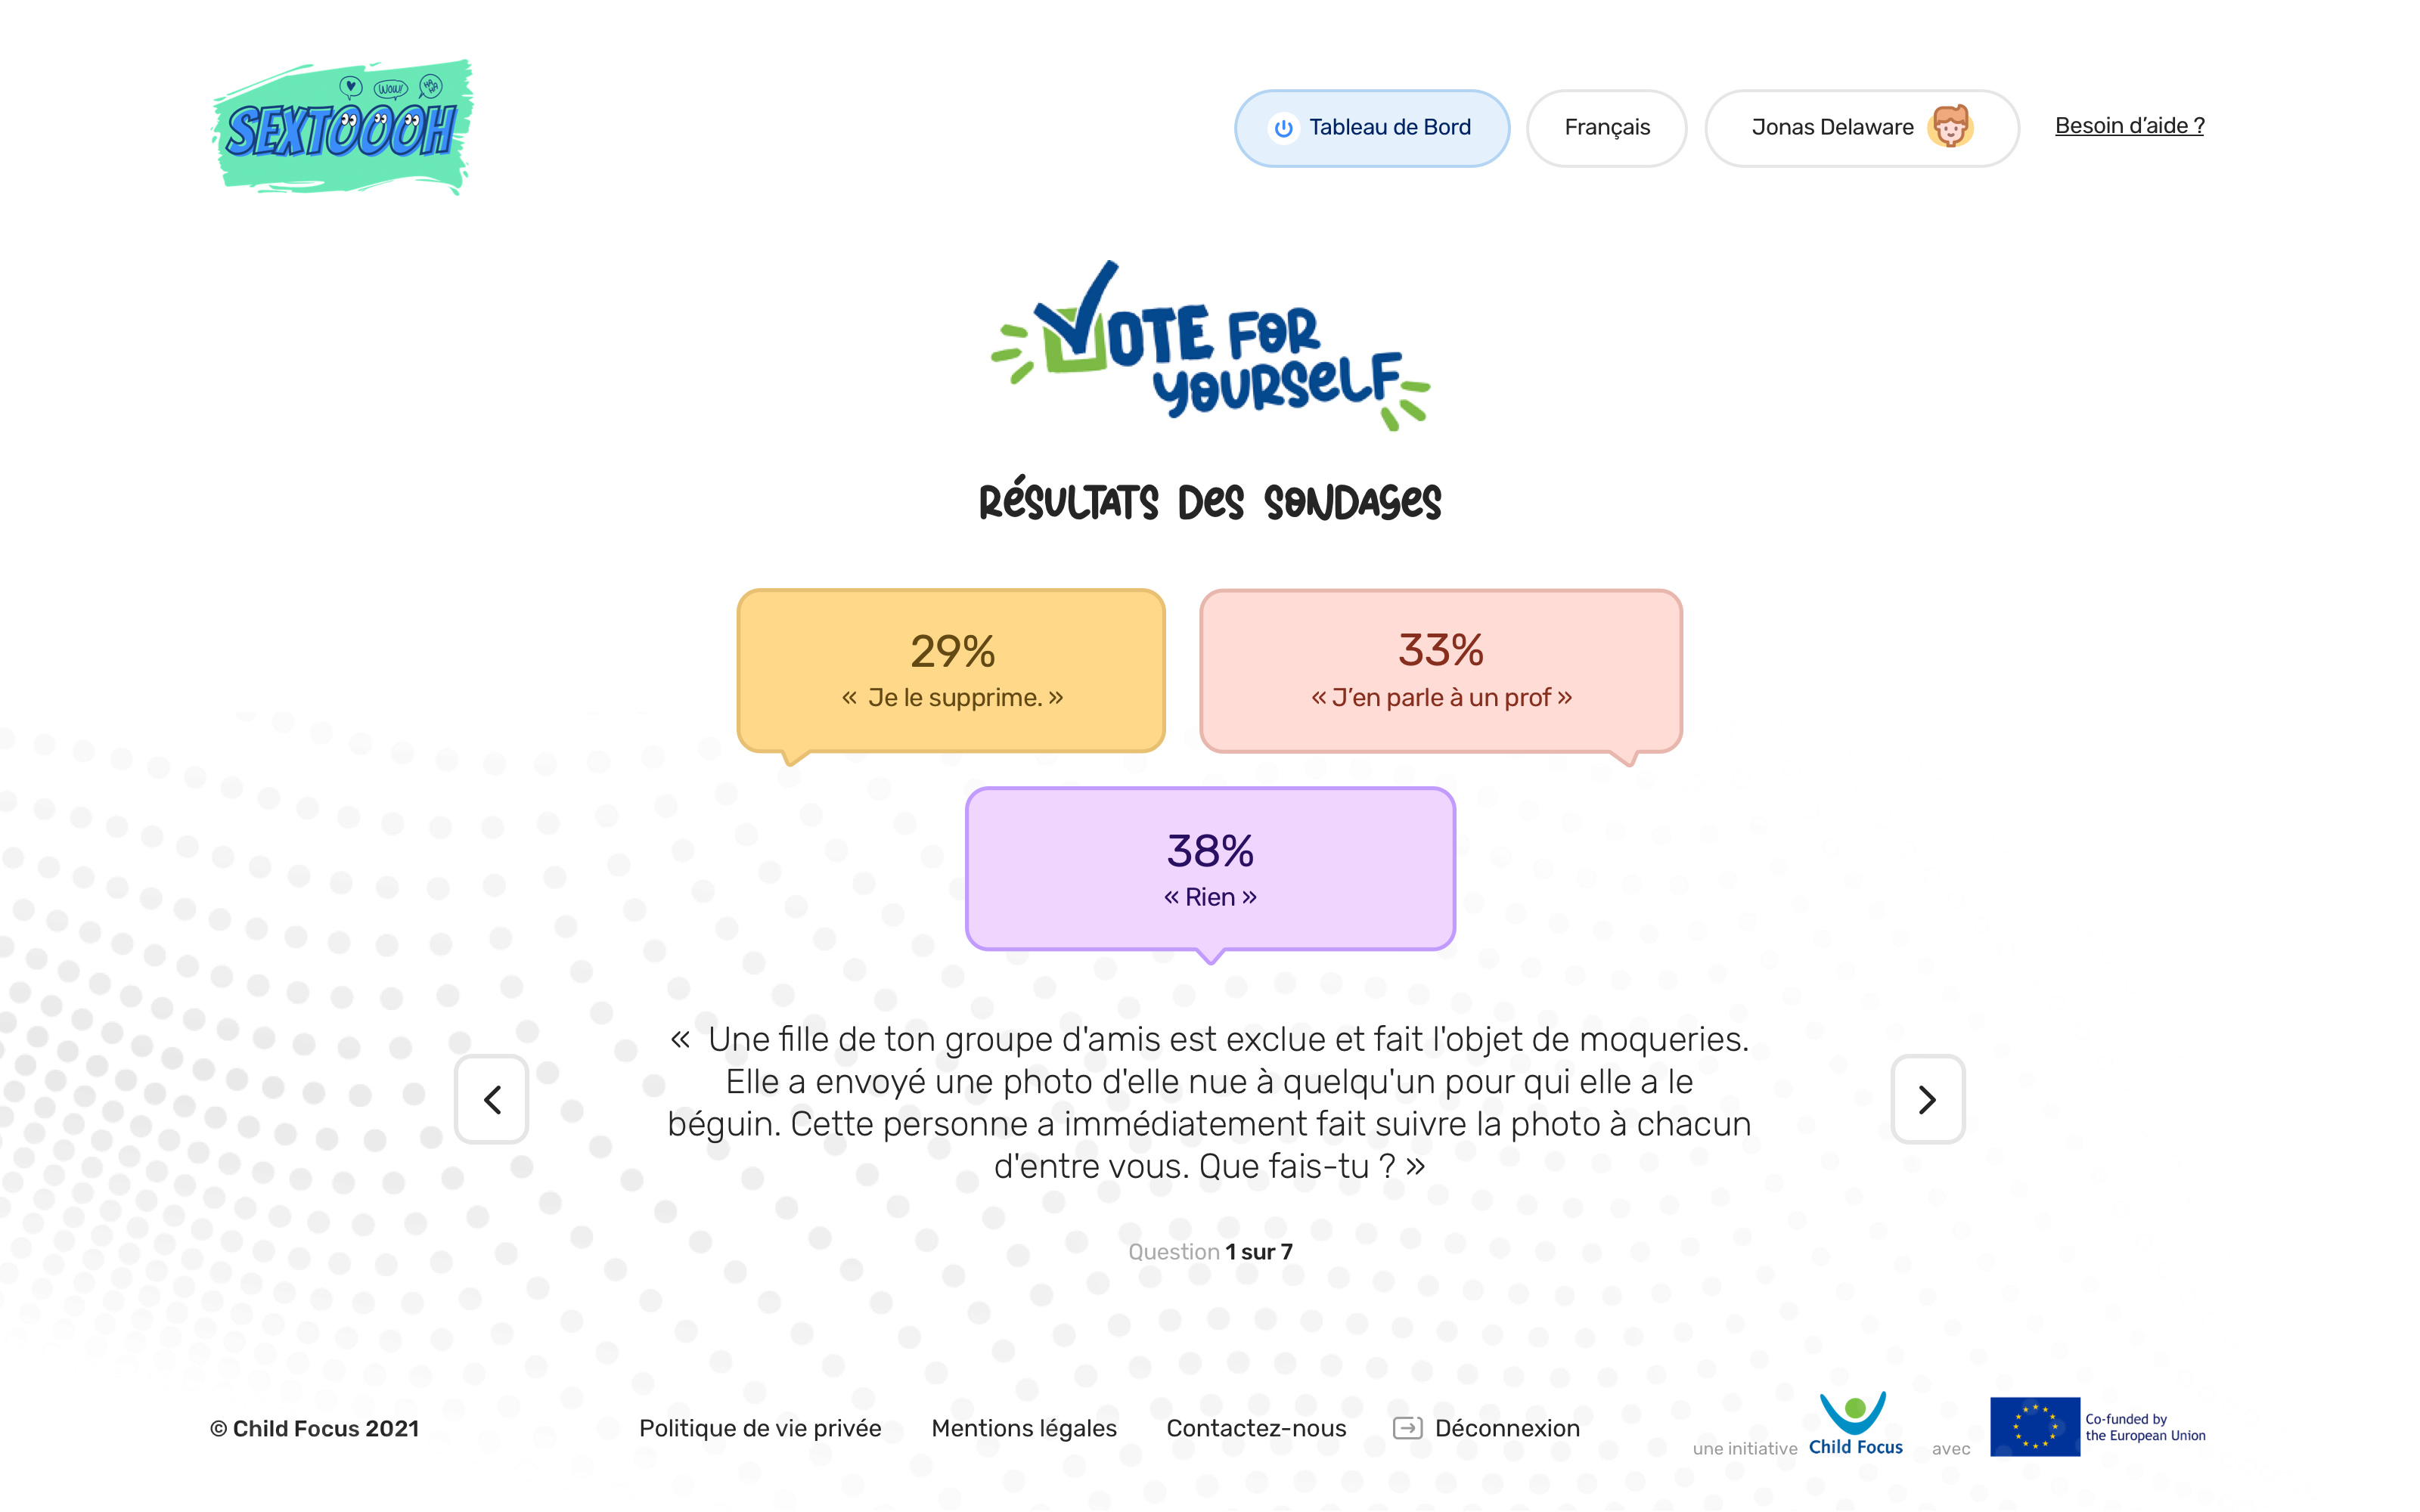 Wow!
HA HA HA
SEXTOOOH
Tableau de Bord
Français
Jonas Delaware
Besoin d’aide ?
VOTE FOR
YOURSELF
Résultats des sondages
29%
«  Je le supprime. »
33%
« J’en parle à un prof »
38%
« Rien »
«  Une fille de ton groupe d'amis est exclue et fait l'objet de moqueries.
Elle a envoyé une photo d'elle nue à quelqu'un pour qui elle a le
béguin. Cette personne a immédiatement fait suivre la photo à chacun
d'entre vous. Que fais-tu ? »
Question 1 sur 7
© Child Focus 2021
Politique de vie privée
Mentions légales
Contactez-nous
Déconnexion
une initiative
Child Focus
avec
Co-funded by
the European Union